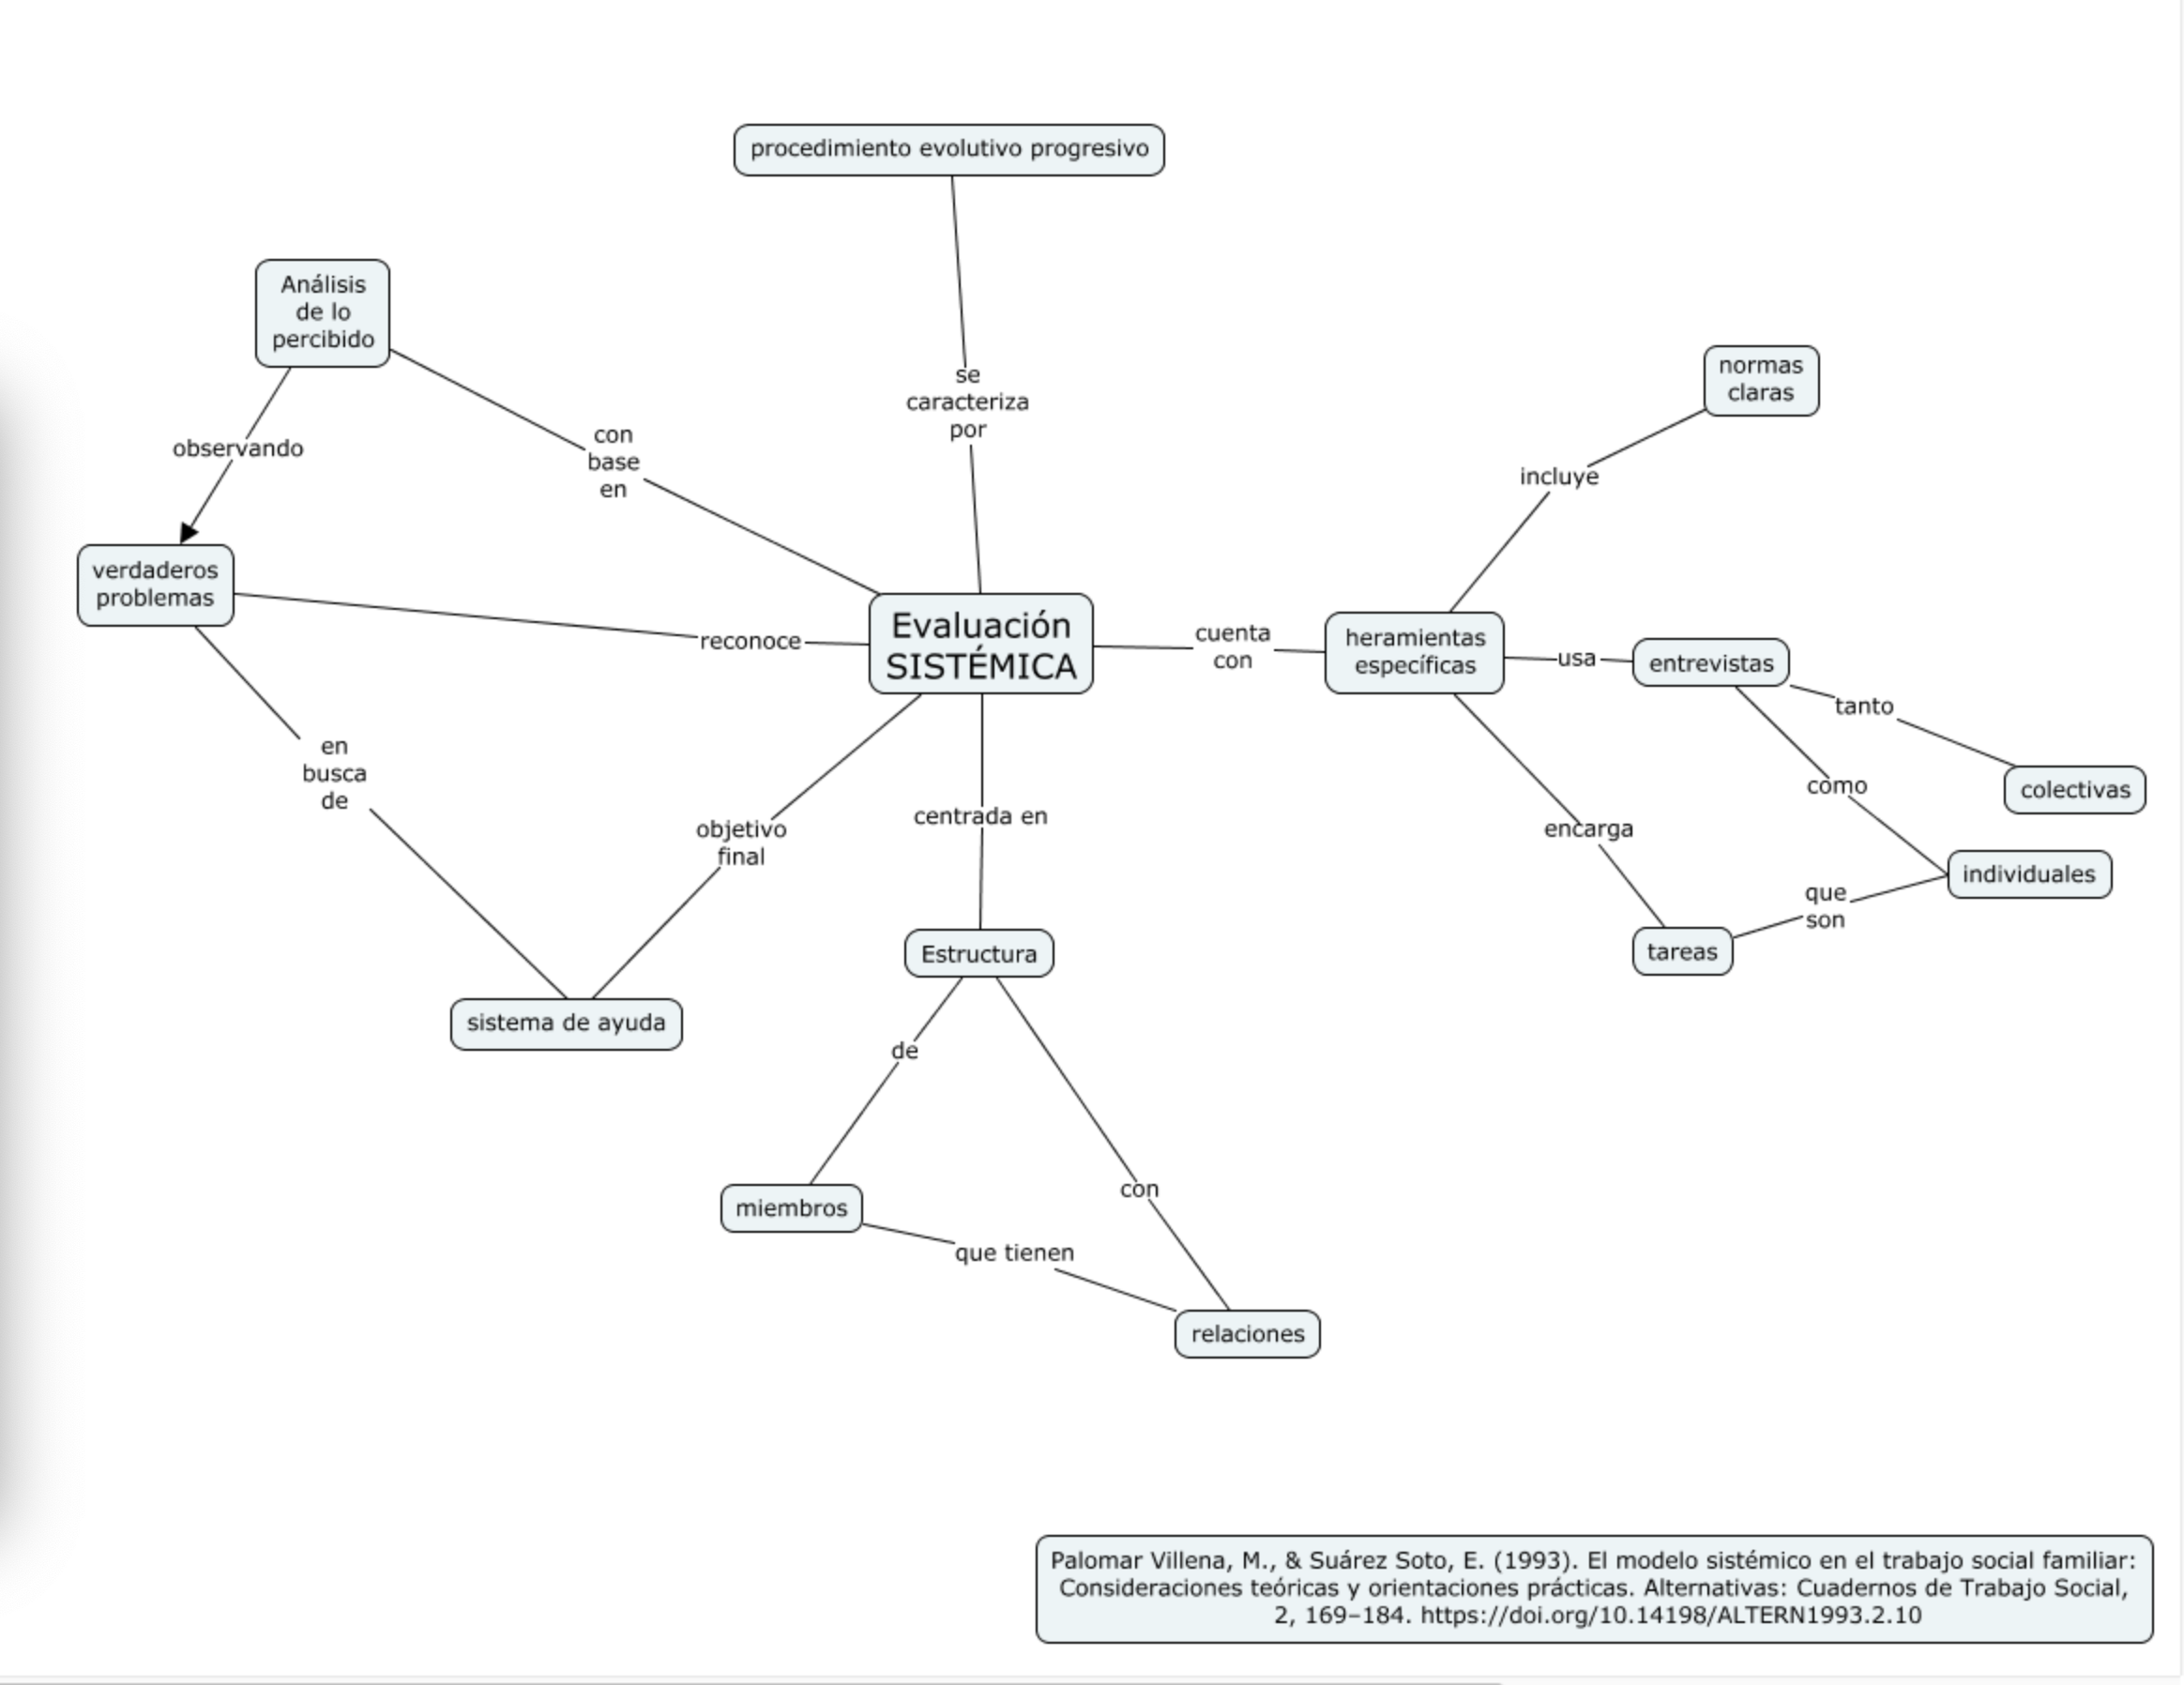 procedimiento evolutivo progresivo
Análisis
de lo
percibido
se
caracteriza
por
normas
claras
observando
con
base
en
incluye
verdaderos
problemas
reconoce
Evaluación
SISTÉMICA
cuenta
con
heramientas
específicas
usa
entrevistas
tanto
en
busca
de
objetivo
final
centrada en
como
colectivas
encarga
individuales
que
son
tareas
Estructura
sistema de ayuda
de
miembros
con
que tienen
relaciones
Palomar Villena, M., & Suárez Soto, E. (1993). El modelo sistémico en el trabajo social familiar:
Consideraciones teóricas y orientaciones prácticas. Alternativas: Cuadernos de Trabajo Social,
2, 169–184. https://doi.org/10.14198/ALTERN1993.2.10